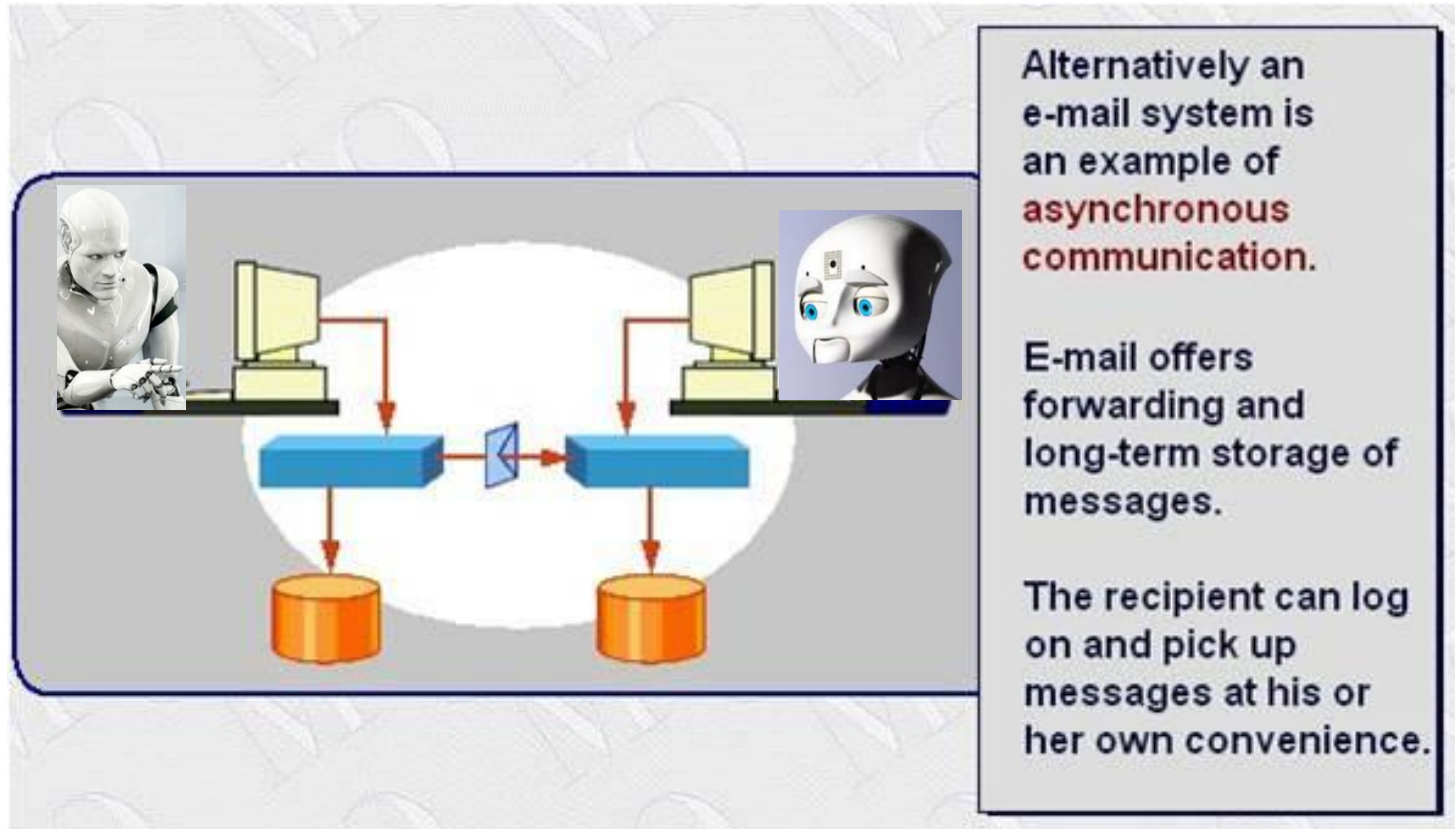 Alternatively an
e-mail system is
an example of
asynchronous
communication.
E-mail offers
forwarding and
long-term storage of
messages.
The recipient can log
on and pick up
messages at his or
her own convenience.